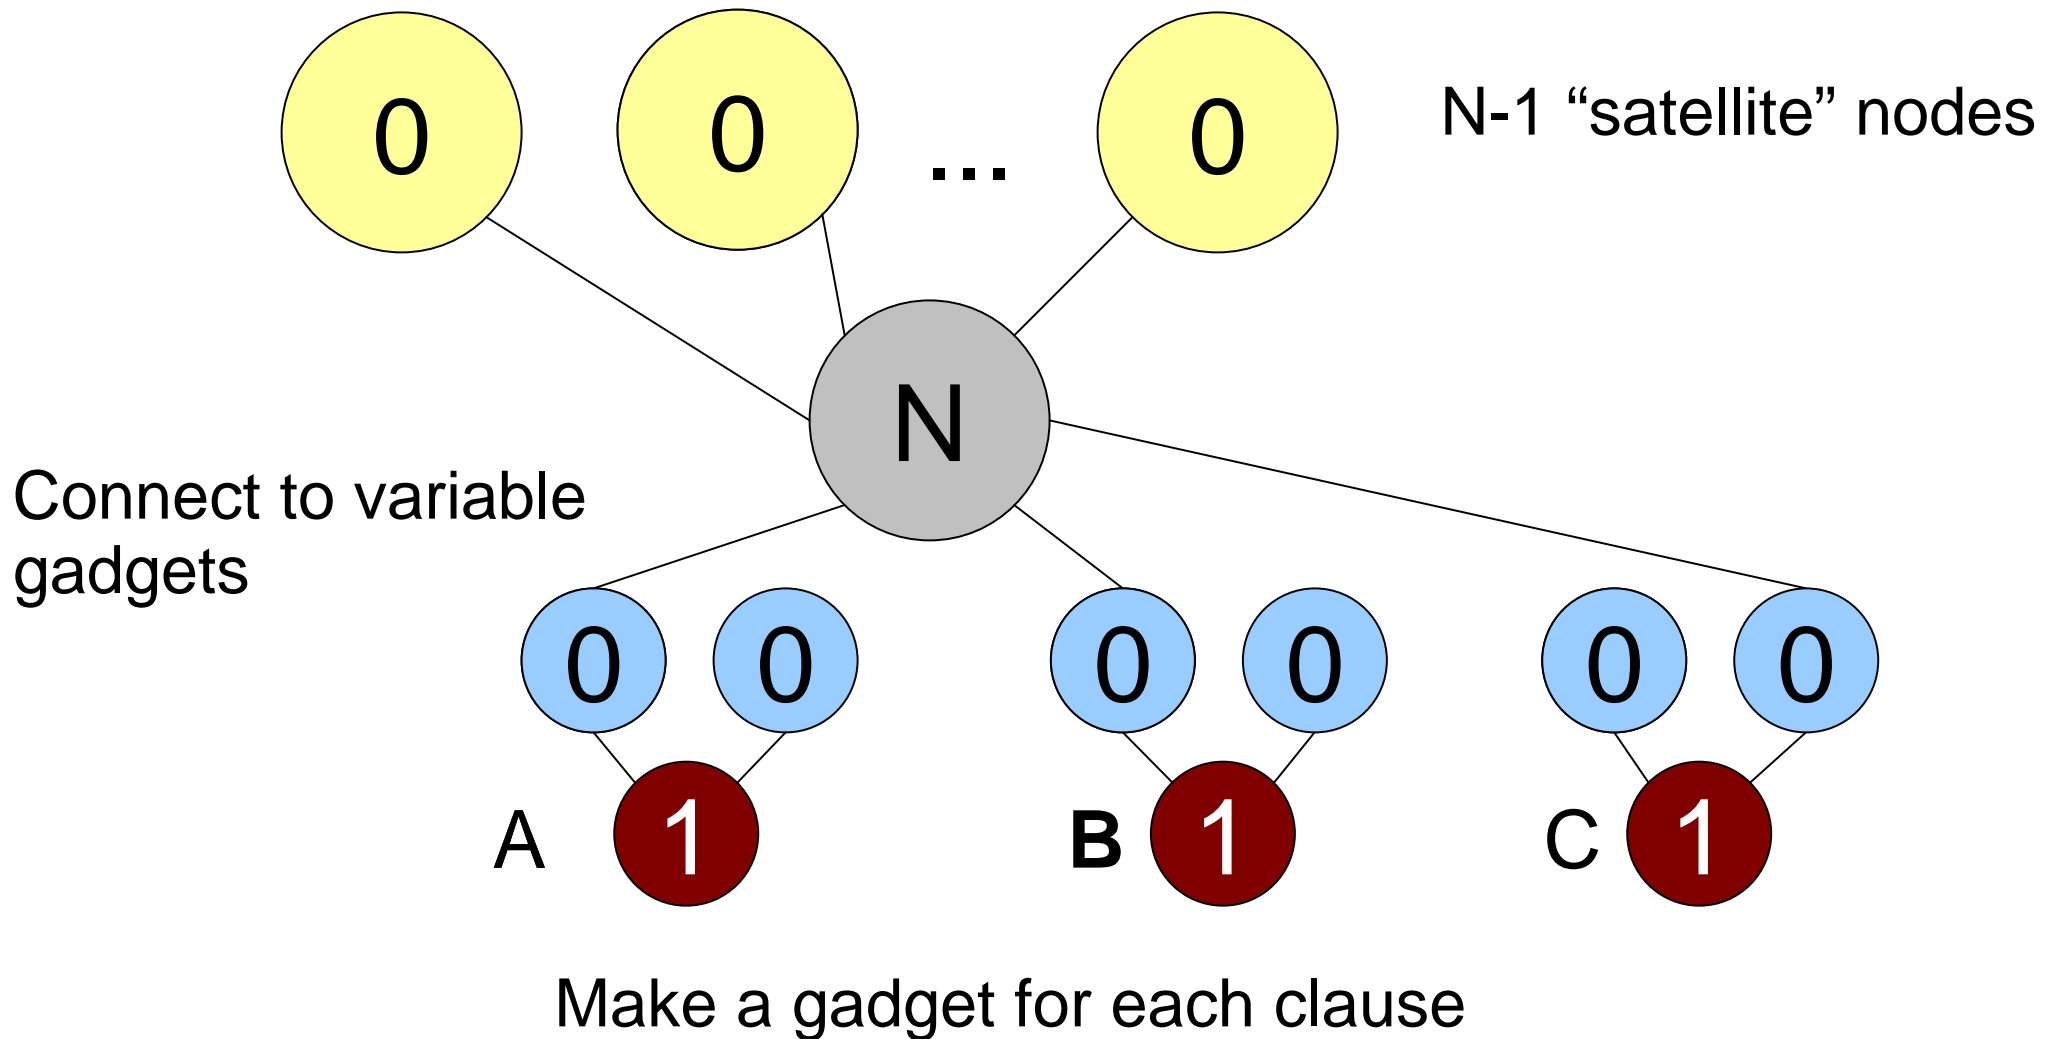 0 0 ... 0
N-1 “satellite” nodes
N
Connect to variable
gadgets
0 0 0 0 0 0
A 1 B 1 C 1
Make a gadget for each clause